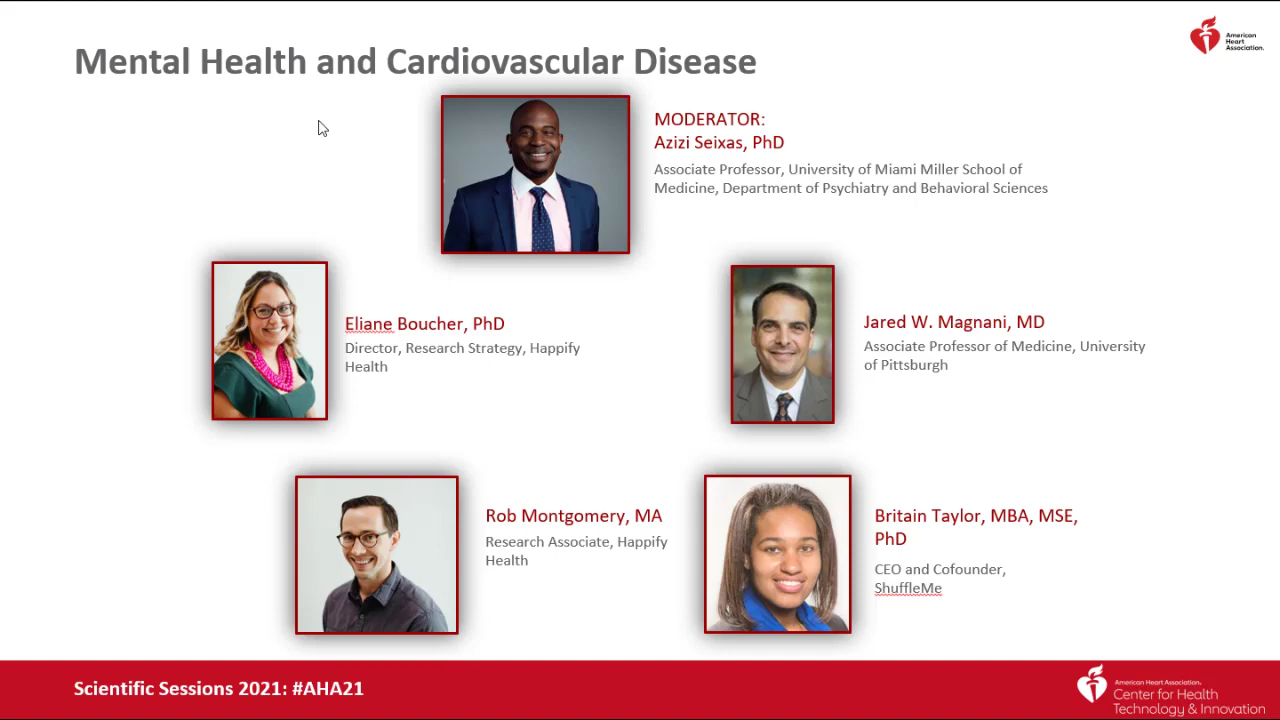 Mental Health and Cardiovascular Disease
American
Heart
Association.
MODERATOR:
Azizi Seixas, PhD
Associate Professor, University of Miami Miller School of
Medicine, Department of Psychiatry and Behavioral Sciences
Eliane Boucher, PhD
Director, Research Strategy, Happify
Health
Jared W. Magnani, MD
Associate Professor of Medicine, University
of Pittsburgh
Rob Montgomery, MA
Research Associate, Happify
Health
Britain Taylor, MBA, MSE,
PhD
CEO and Cofounder,
ShuffleMe
Scientific Sessions 2021: #AHA21
American Heart Association.
Center for Health
Technology & Innovation